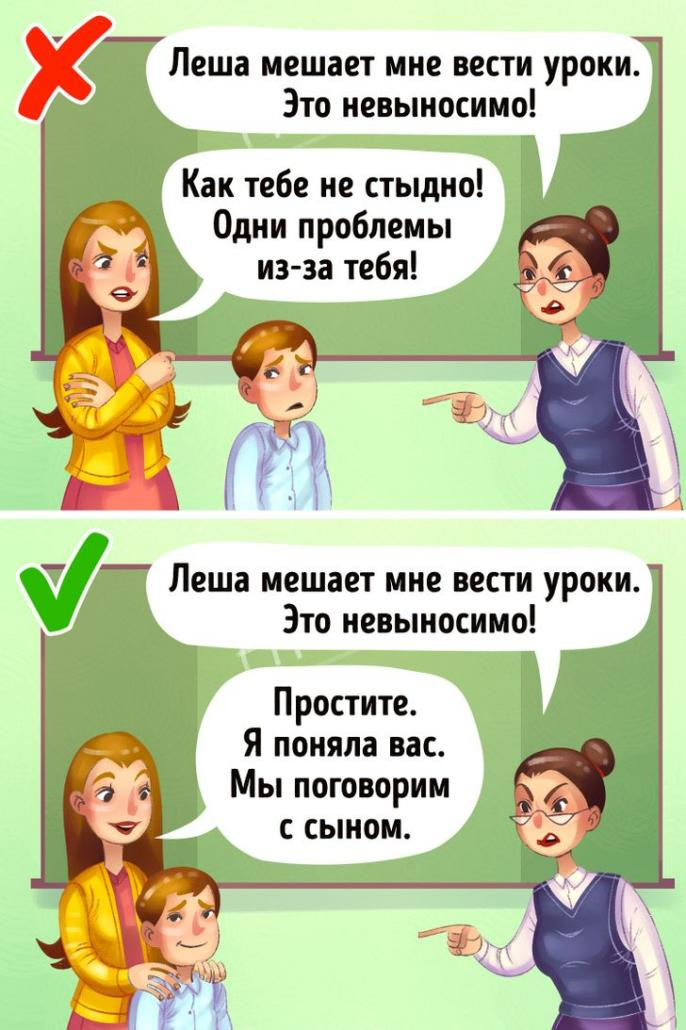 Леша мешает мне вести уроки.
Это невыносимо!
Как тебе не стыдно!
Одни проблемы
из-за тебя!
Леша мешает мне вести уроки.
Это невыносимо!
Простите.
Я поняла вас.
Мы поговорим
с сыном.